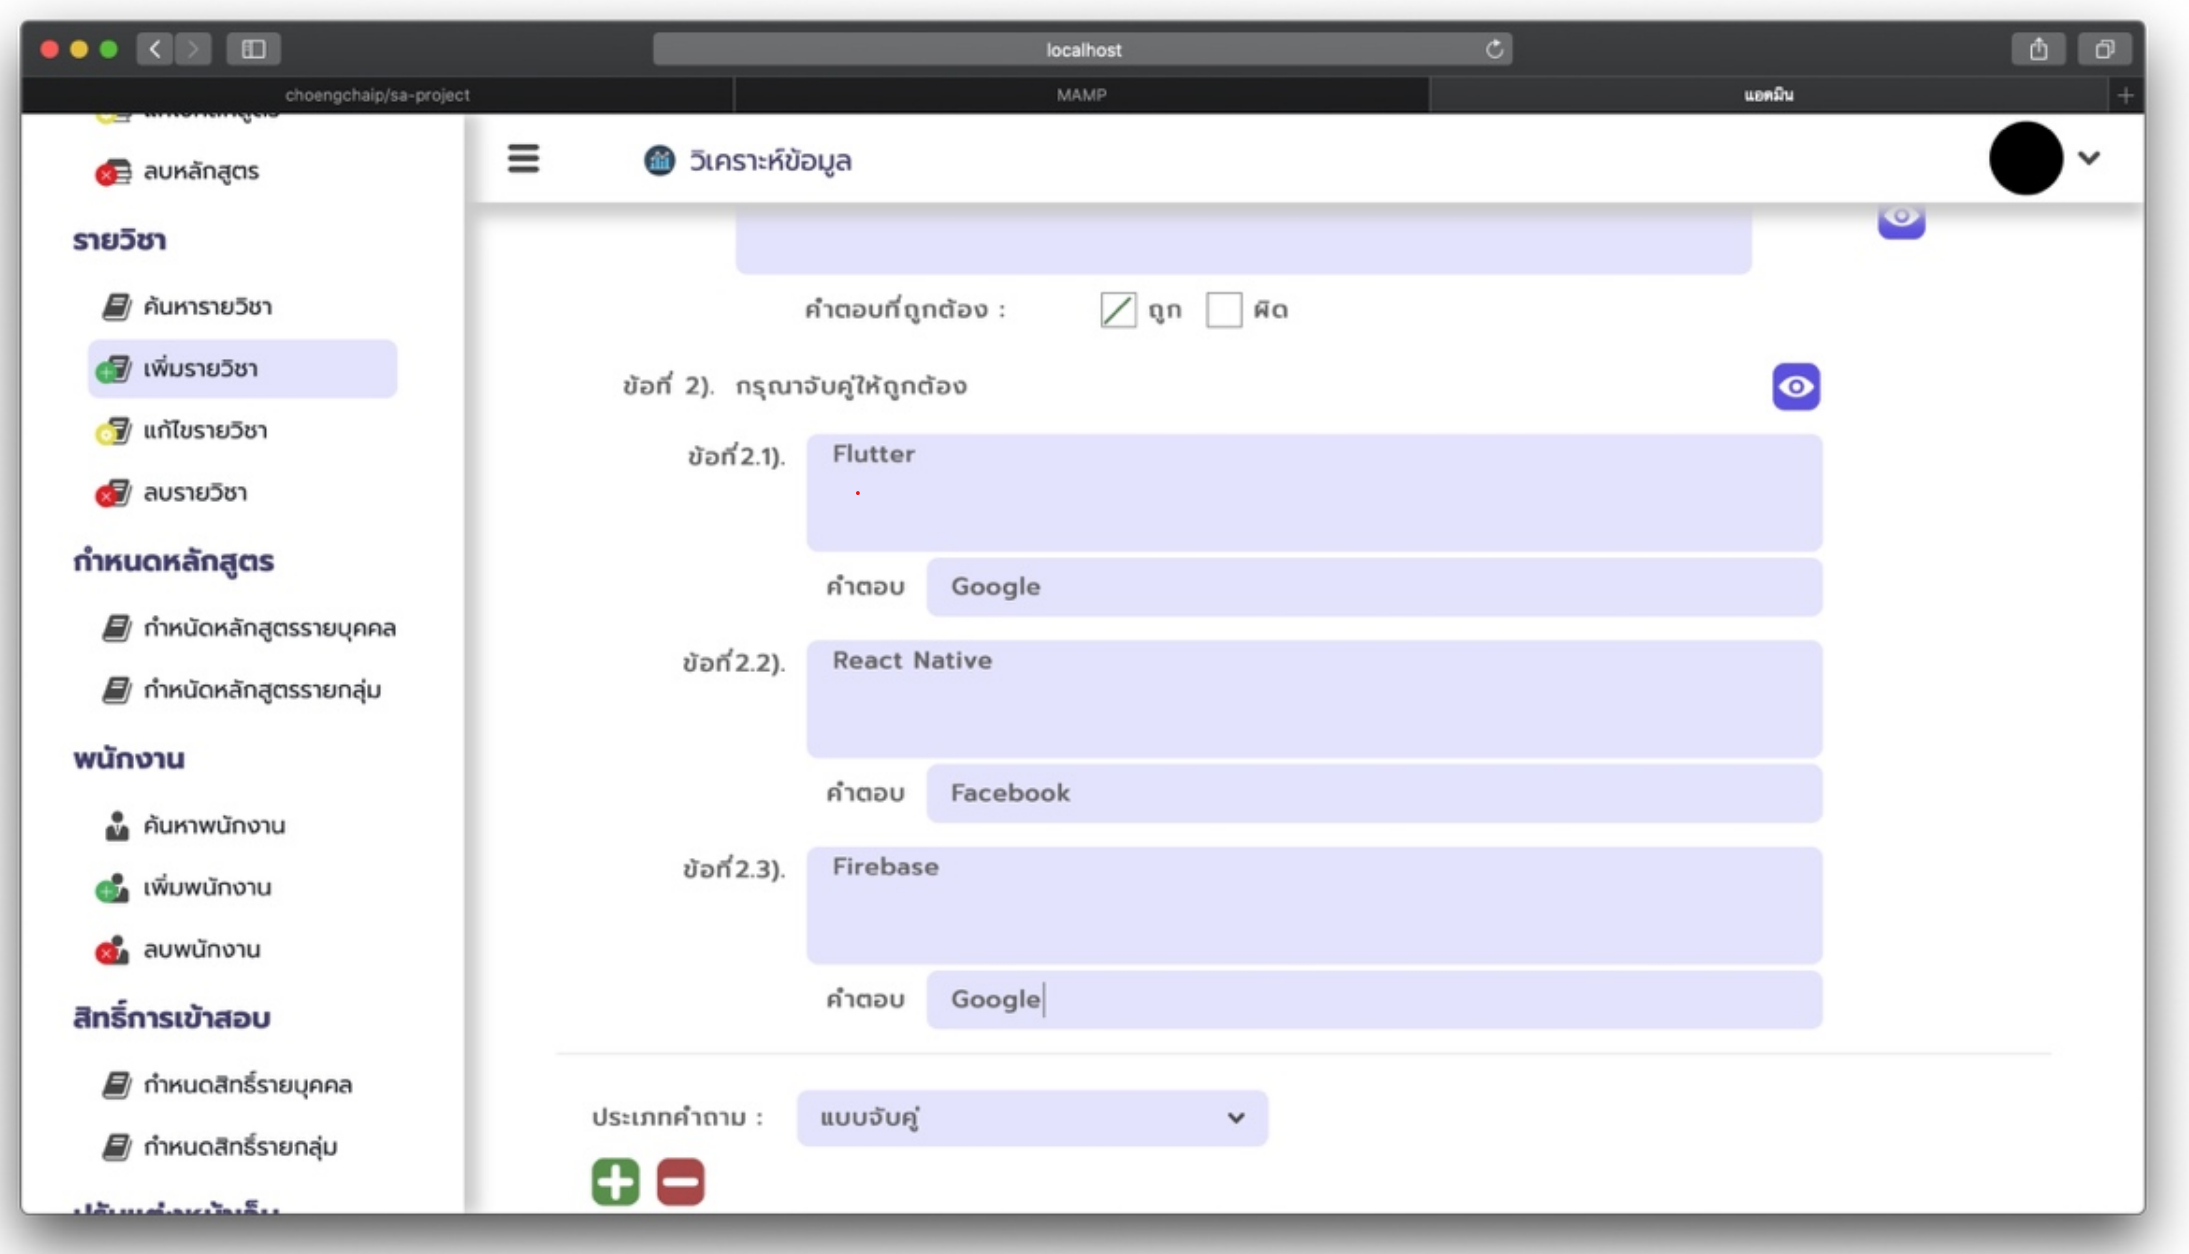 localhost
choengchaip/sa-project
MAMP
แอดมิน
ลบหลักสูตร
รายวิชา
ค้นหารายวิชา
เพิ่มรายวิชา
แก้ไขรายวิชา
ลบรายวิชา
กำหนดหลักสูตร
กำหนัดหลักสูตรรายบุคคล
กำหนัดหลักสูตรรายกลุ่ม
พนักงาน
ค้นหาพนักงาน
เพิ่มพนักงาน
ลบพนักงาน
สิทธิ์การเข้าสอบ
กำหนดสิทธิ์รายบุคคล
กำหนดสิทธิ์รายกลุ่ม
วิเคราะห์ข้อมูล
คำตอบที่ถูกต้อง : ถูก ผิด
ข้อที่ 2). กรุณาจับคู่ให้ถูกต้อง
ข้อที่2.1). Flutter
คำตอบ Google
ข้อที่2.2). React Native
คำตอบ Facebook
ข้อที่2.3). Firebase
คำตอบ Google
ประเภทคำถาม : แบบจับคู่